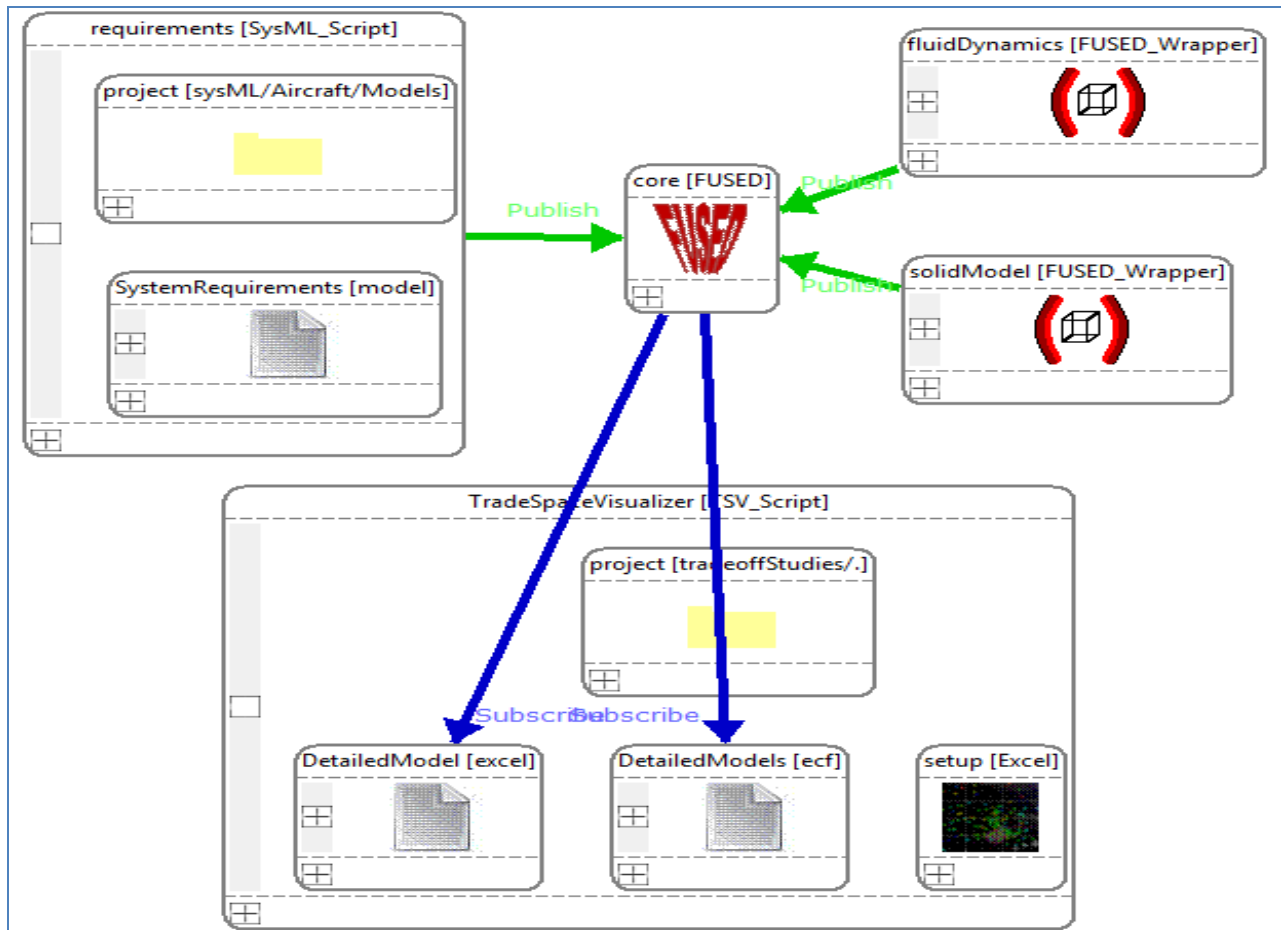 requirements [SysML_Script]
project [sysML/Aircraft/Models]
SystemRequirements [model]
Publish
core [FUSED]
FUSED
fluidDynamics [FUSED_Wrapper]
Publish
solidModel [FUSED_Wrapper]
Publish
TradeSpaceVisualizer [TSV_Script]
project [tradeoffStudies/.]
Subscribe
Subscribe
DetailedModel [excel]
DetailedModels [ecf]
setup [Excel]